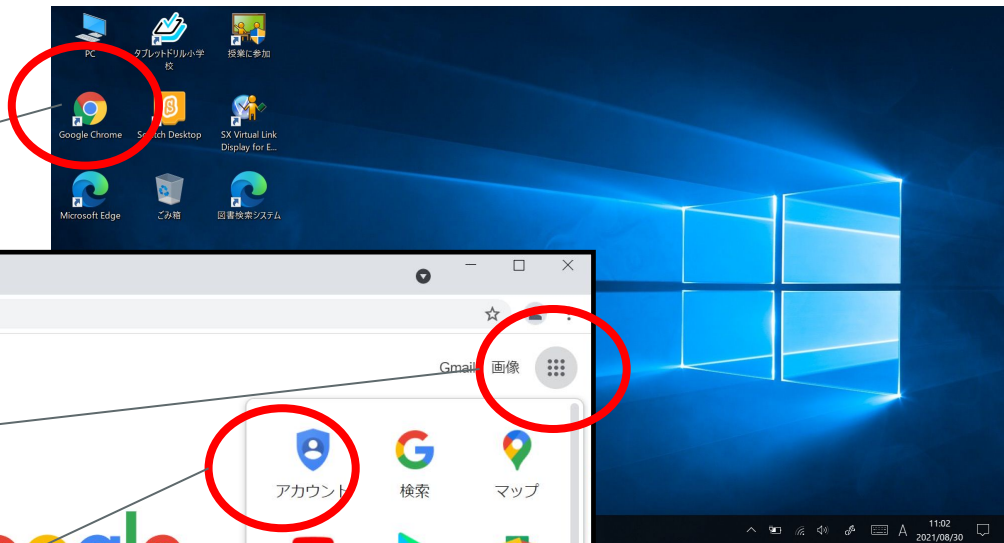 PC
タブレットドリル小学
校
授業に参加
Google Chrome
Scratch Desktop
SX Virtual Link
Display for E...
Microsoft Edge
ごみ箱
図書検索システム
Gmail 画像
アカウント
検索
マップ
A
11:02
2021/08/30